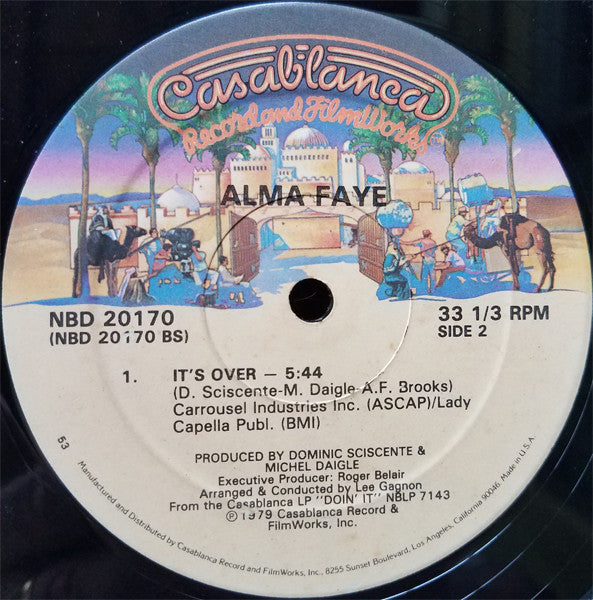 Casablanca
Record and FilmWorks
ALMA FAYE
NBD 20170
(NBD 20170 BS)
33 1/3 RPM
SIDE 2
1. IT'S OVER — 5:44
(D. Sciscente-M. Daigle-A.F. Brooks)
Carrousel Industries Inc. (ASCAP)/Lady
Capella Publ. (BMI)
PRODUCED BY DOMINIC SCISCENTE &
MICHEL DAIGLE
Executive Producer: Roger Belair
Arranged & Conducted by Lee Gagnon
From the Casablanca LP "DOIN' IT" NBLP 7143
℗ 1979 Casablanca Record &
FilmWorks, Inc.
53
Manufactured and Distributed by Casablanca Record and FilmWorks, Inc., 8255 Sunset Boulevard, Los Angeles, California 90046. Made in U.S.A.